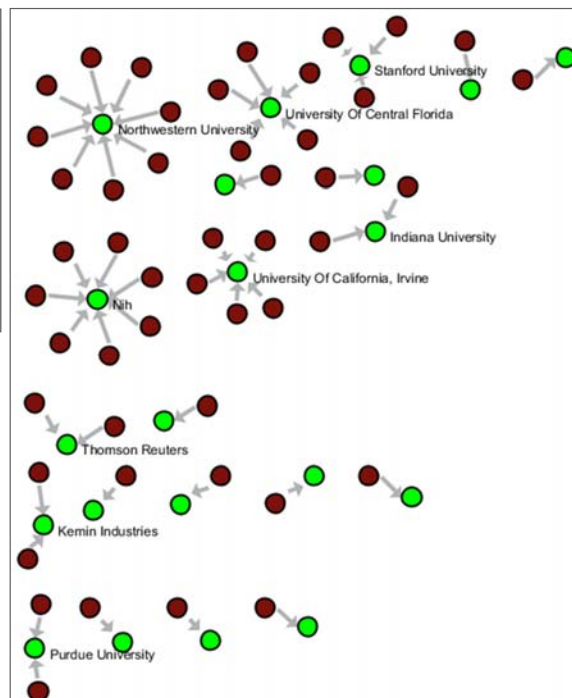 Stanford University
University Of Central Florida
Northwestern University
Indiana University
University Of California, Irvine
Nih
Thomson Reuters
Kemin Industries
Purdue University